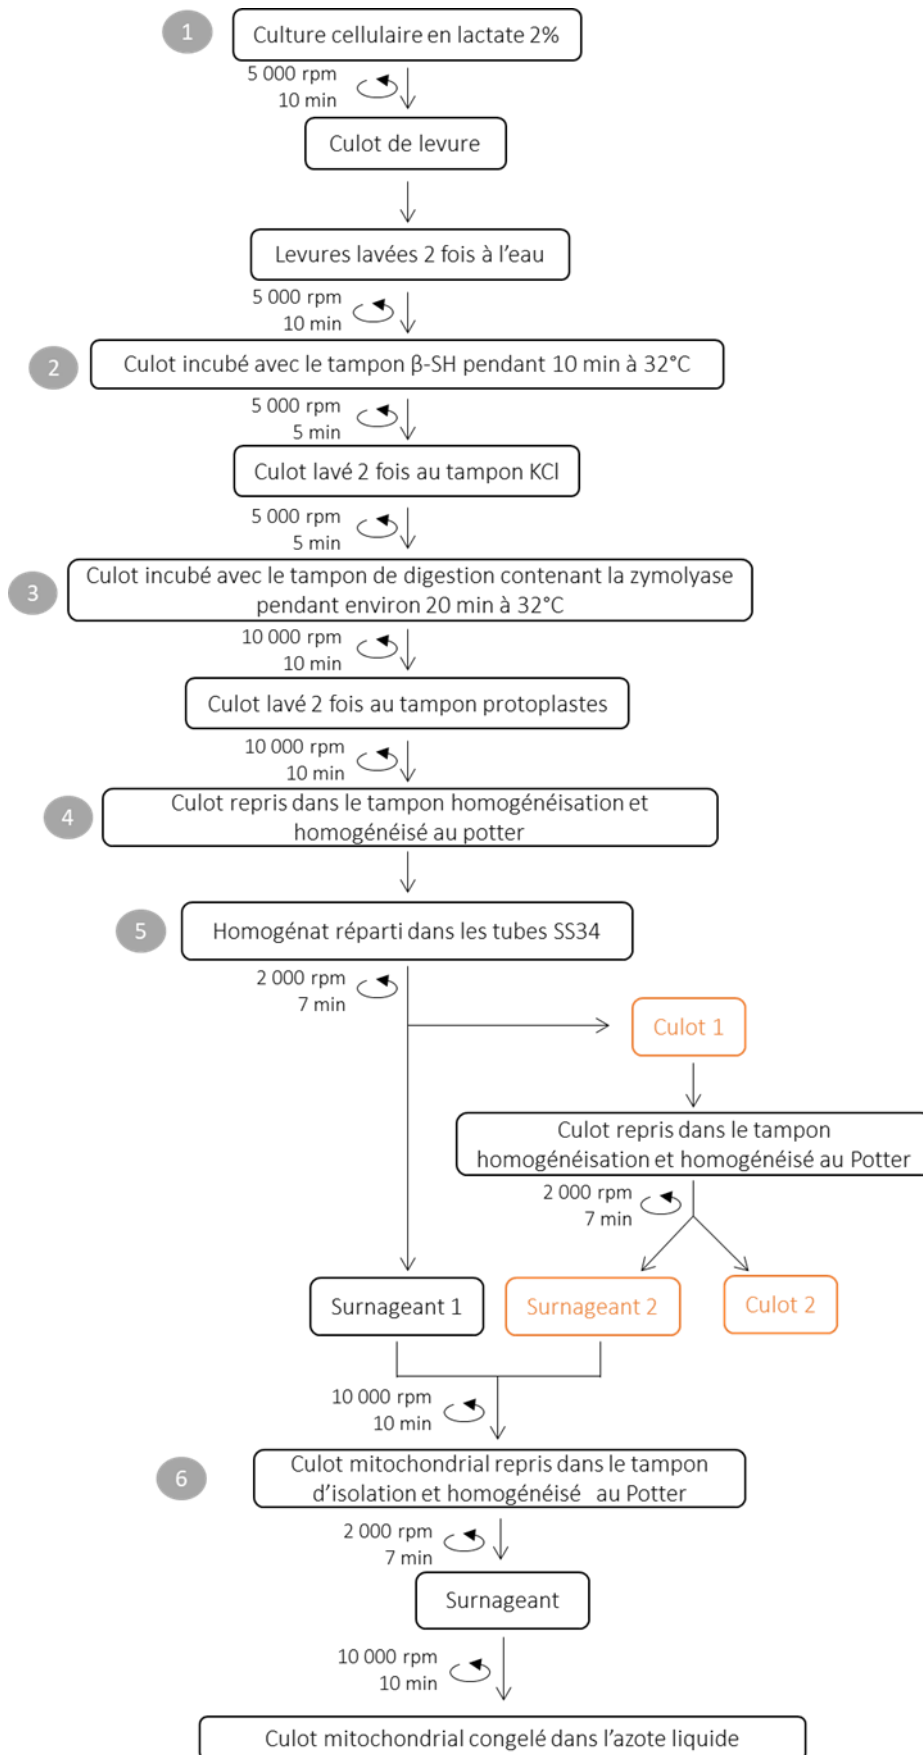 1
Culture cellulaire en lactate 2%
5 000 rpm
10 min
Culot de levure
Levures lavées 2 fois à l'eau
5 000 rpm
10 min
2
Culot incubé avec le tampon β-SH pendant 10 min à 32°C
5 000 rpm
5 min
Culot lavé 2 fois au tampon KCl
5 000 rpm
5 min
3
Culot incubé avec le tampon de digestion contenant la zymolyase
pendant environ 20 min à 32°C
10 000 rpm
10 min
Culot lavé 2 fois au tampon protoplastes
10 000 rpm
10 min
4
Culot repris dans le tampon homogénéisation et
homogénéisé au potter
5
Homogénat réparti dans les tubes SS34
2 000 rpm
7 min
Culot 1
Culot repris dans le tampon
homogénéisation et homogénéisé au Potter
2 000 rpm
7 min
Surnageant 1
Surnageant 2
Culot 2
10 000 rpm
10 min
6
Culot mitochondrial repris dans le tampon
d'isolation et homogénéisé au Potter
2 000 rpm
7 min
Surnageant
10 000 rpm
10 min
Culot mitochondrial congelé dans l'azote liquide